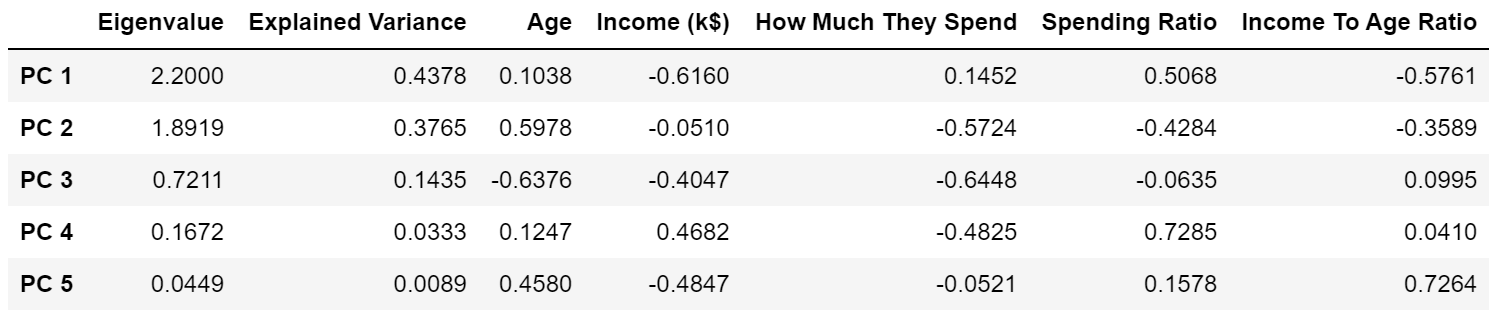 Eigenvalue Explained Variance Age Income (k$) How Much They Spend Spending Ratio Income To Age Ratio
PC 1 2.2000 0.4378 0.1038 -0.6160 0.1452 0.5068 -0.5761
PC 2 1.8919 0.3765 0.5978 -0.0510 -0.5724 -0.4284 -0.3589
PC 3 0.7211 0.1435 -0.6376 -0.4047 -0.6448 -0.0635 0.0995
PC 4 0.1672 0.0333 0.1247 0.4682 -0.4825 0.7285 0.0410
PC 5 0.0449 0.0089 0.4580 -0.4847 -0.0521 0.1578 0.7264